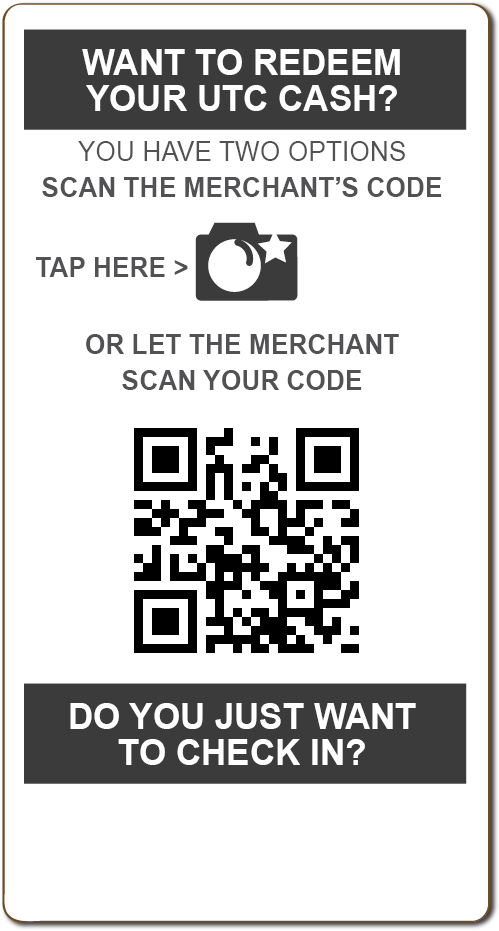 WANT TO REDEEM
YOUR UTC CASH?
YOU HAVE TWO OPTIONS
SCAN THE MERCHANT’S CODE
TAP HERE >
OR LET THE MERCHANT
SCAN YOUR CODE
DO YOU JUST WANT
TO CHECK IN?